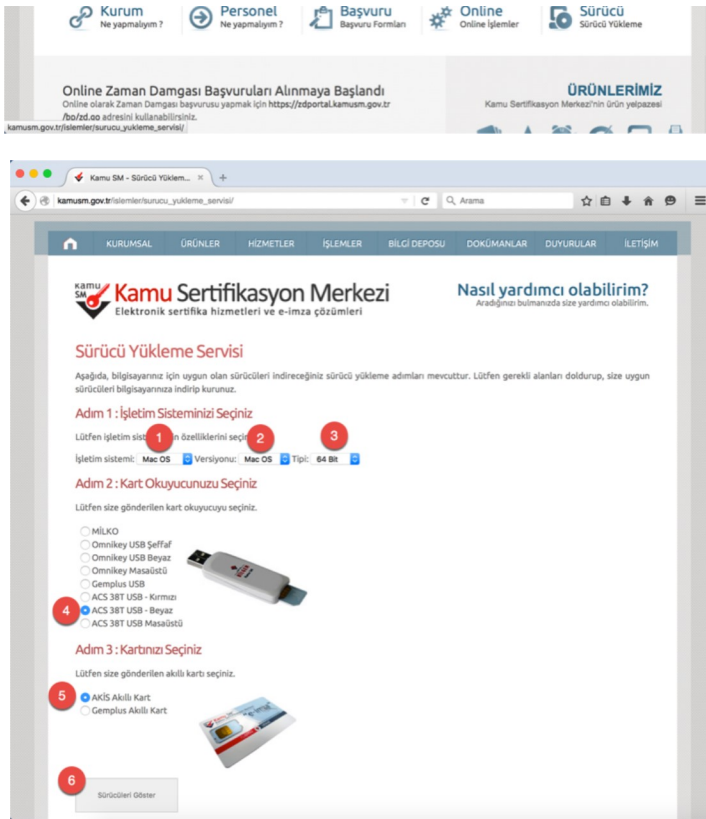 Kurum
Ne yapmalıyım ?
Personel
Ne yapmalıyım ?
Başvuru
Başvuru Formları
Online
Online İşlemler
Sürücü
Sürücü Yükleme
Online Zaman Damgası Başvuruları Alınmaya Başlandı
Online olarak Zaman Damgası başvurusu yapmak için https://zdportal.kamusm.gov.tr
/bo/zd.go adresini kullanabilirsiniz.
ÜRÜNLERİMİZ
Kamu Sertifikasyon Merkezi'nin ürün yelpazesi
kamusm.gov.tr/islemler/surucu_yukleme_servisi/
Kamu SM - Sürücü Yüklem...
kamusm.gov.tr/islemler/surucu_yukleme_servisi/
Arama
KURUMSAL ÜRÜNLER HİZMETLER İŞLEMLER BİLGİ DEPOSU DOKÜMANLAR DUYURULAR İLETİŞİM
Kamu SM
Kamu Sertifikasyon Merkezi
Elektronik sertifika hizmetleri ve e-imza çözümleri
Nasıl yardımcı olabilirim?
Aradığınızı bulmanızda size yardımcı olabilirim.
Sürücü Yükleme Servisi
Aşağıda, bilgisayarınız için uygun olan sürücüleri indireceğiniz sürücü yükleme adımları mevcuttur. Lütfen gerekli alanları doldurup, size uygun
sürücüleri bilgisayarınıza indirip kurunuz.
Adım 1 : İşletim Sisteminizi Seçiniz
Lütfen işletim özelliklerini
1 2 3
İşletim sistemi: Mac OS Versiyonu: Mac OS Tipi: 64 Bit
Adım 2 : Kart Okuyucunuzu Seçiniz
Lütfen size gönderilen kart okuyucuyu seçiniz.
MİLKO
Omnikey USB Şeffaf
Omnikey USB Beyaz
Omnikey Masaüstü
Gemplus USB
ACS 38T USB - Kırmızı
4 ACS 38T USB - Beyaz
ACS 38T USB Masaüstü
Adım 3 : Kartınızı Seçiniz
Lütfen size gönderilen akıllı kartı seçiniz.
5 AKİS Akıllı Kart
Gemplus Akıllı Kart
6
Sürücüleri Göster